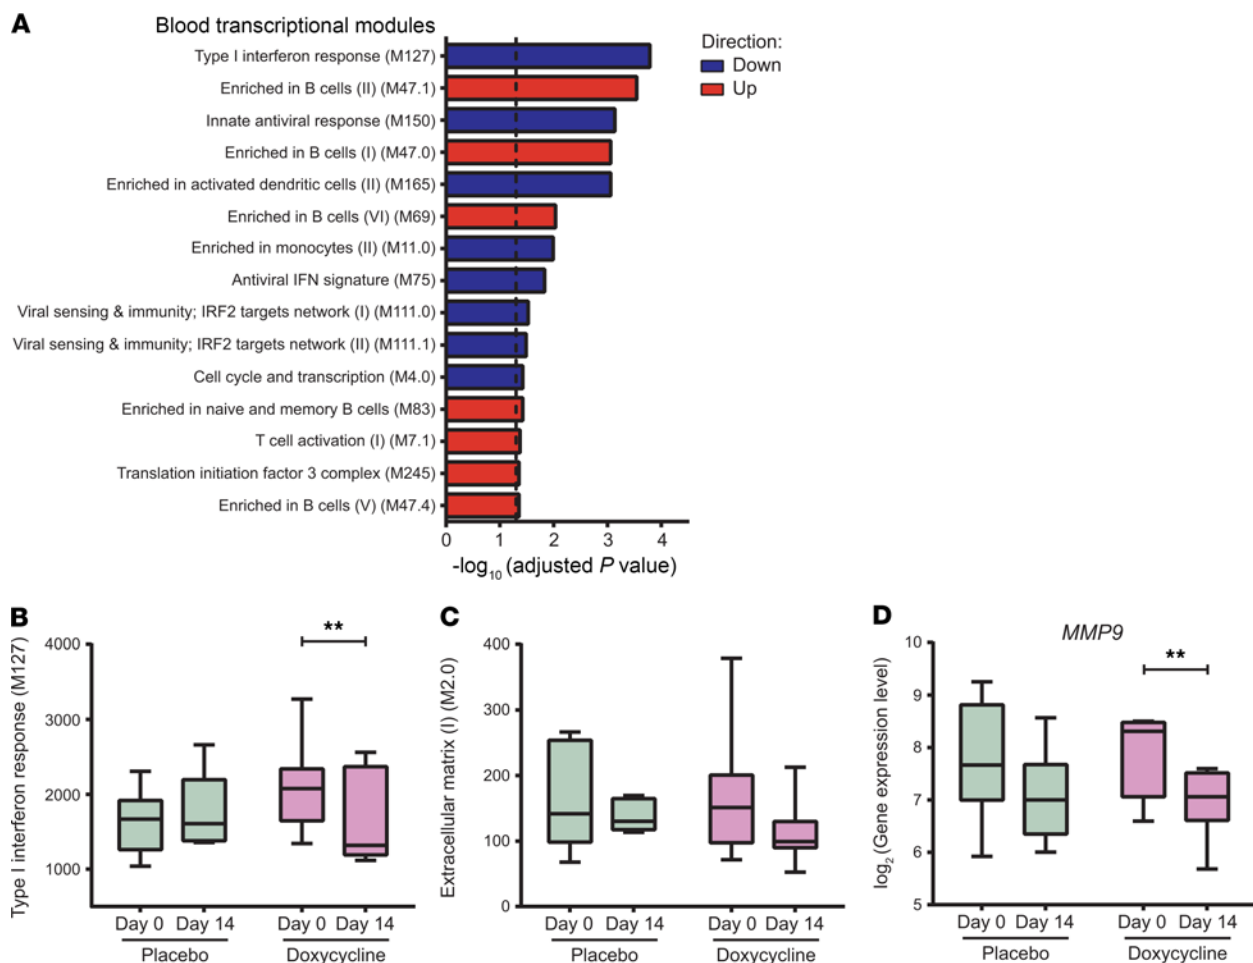 A
Blood transcriptional modules
Type I interferon response (M127)
Enriched in B cells (II) (M47.1)
Innate antiviral response (M150)
Enriched in B cells (I) (M47.0)
Enriched in activated dendritic cells (II) (M165)
Enriched in B cells (VI) (M69)
Enriched in monocytes (II) (M11.0)
Antiviral IFN signature (M75)
Viral sensing & immunity; IRF2 targets network (I) (M111.0)
Viral sensing & immunity; IRF2 targets network (II) (M111.1)
Cell cycle and transcription (M4.0)
Enriched in naive and memory B cells (M83)
T cell activation (I) (M7.1)
Translation initiation factor 3 complex (M245)
Enriched in B cells (V) (M47.4)
0 1 2 3 4
-log₁₀ (adjusted P value)
Direction:
Down
Up
B
Type I interferon response (M127)
4000
3000
2000
1000
**
Day 0 Day 14 Day 0 Day 14
Placebo Doxycycline
C
Extracellular matrix (I) (M2.0)
400
300
200
100
0
Day 0 Day 14 Day 0 Day 14
Placebo Doxycycline
D
MMP9
log₂ (Gene expression level)
10
9
8
7
6
5
**
Day 0 Day 14 Day 0 Day 14
Placebo Doxycycline